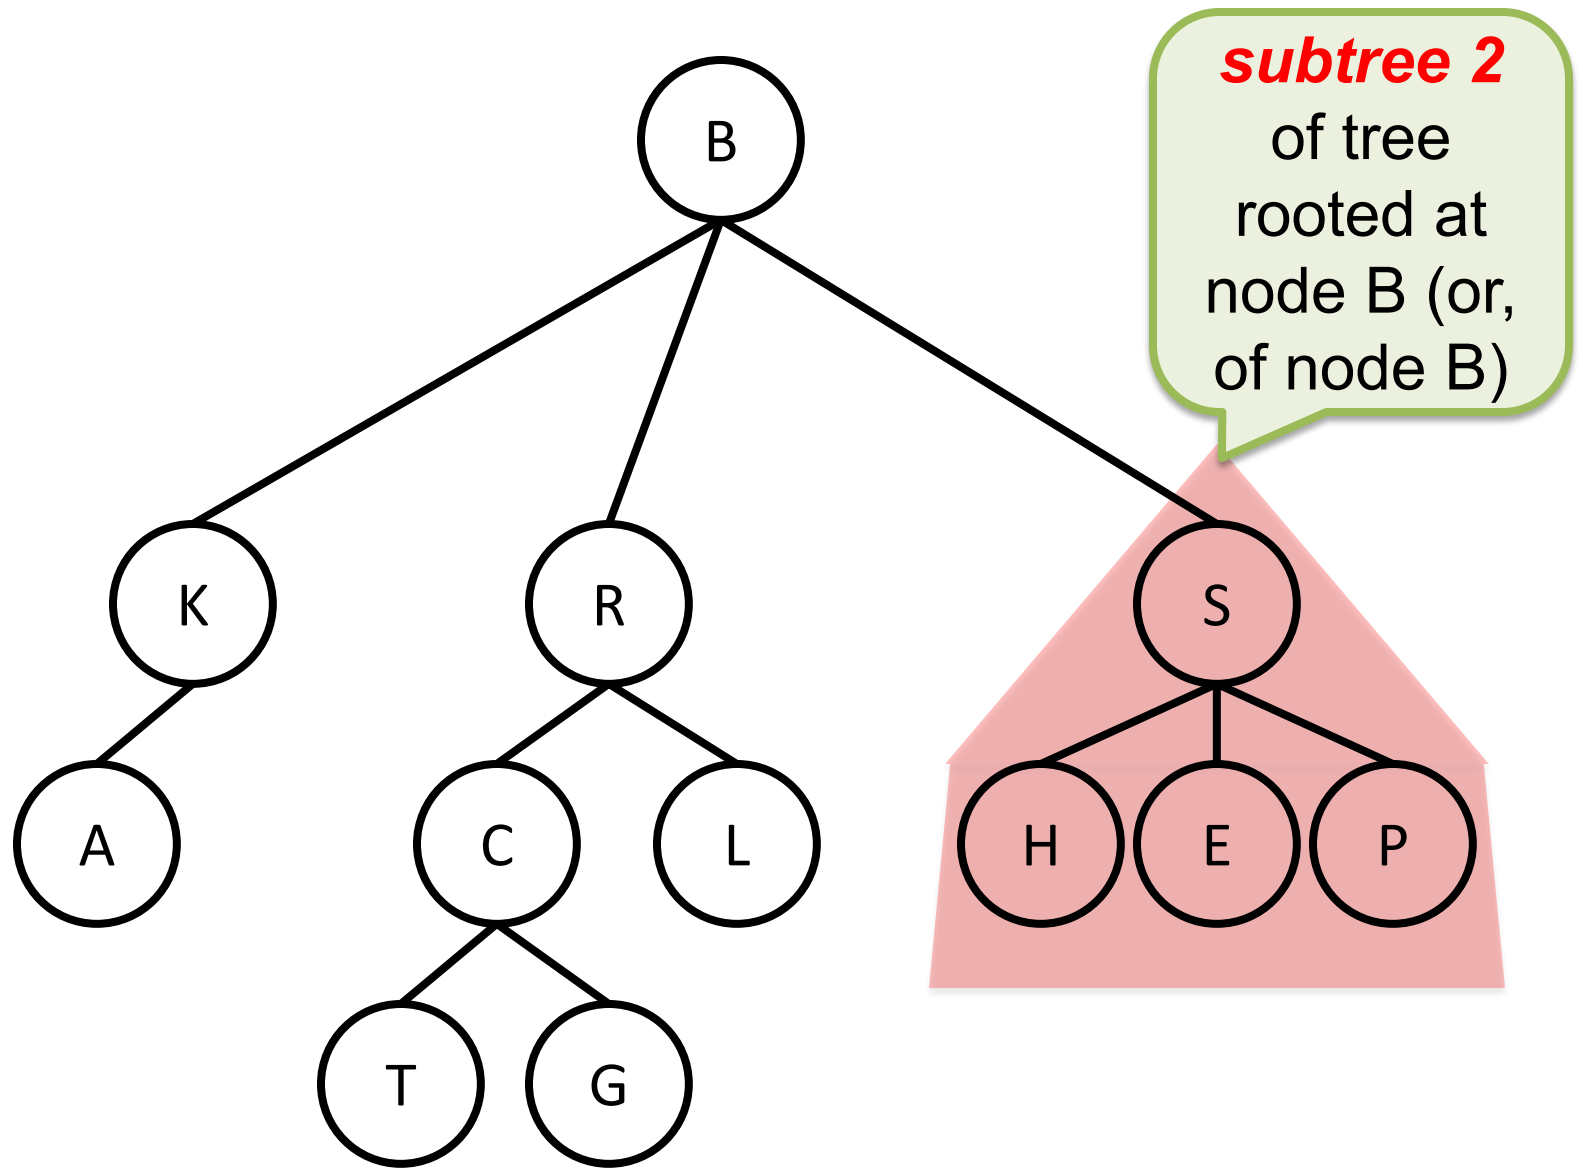 subtree 2
of tree
rooted at
node B (or,
of node B)
B
K
R
S
A
C
L
H
E
P
T
G